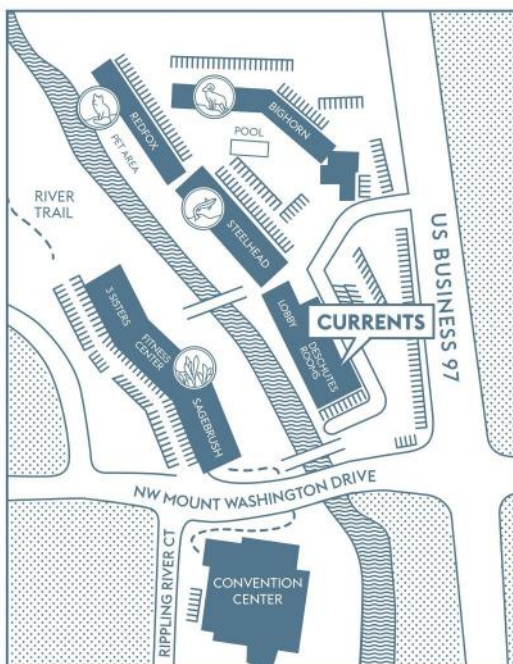 REDFOX
BIGHORN
POOL
PET AREA
RIVER
TRAIL
STEELHEAD
US BUSINESS 97
3 SISTERS
LOBBY
CURRENTS
FITNESS
CENTER
DESCHUTES
ROOMS
SAGEBRUSH
NW MOUNT WASHINGTON DRIVE
RIPPLING RIVER CT
CONVENTION
CENTER